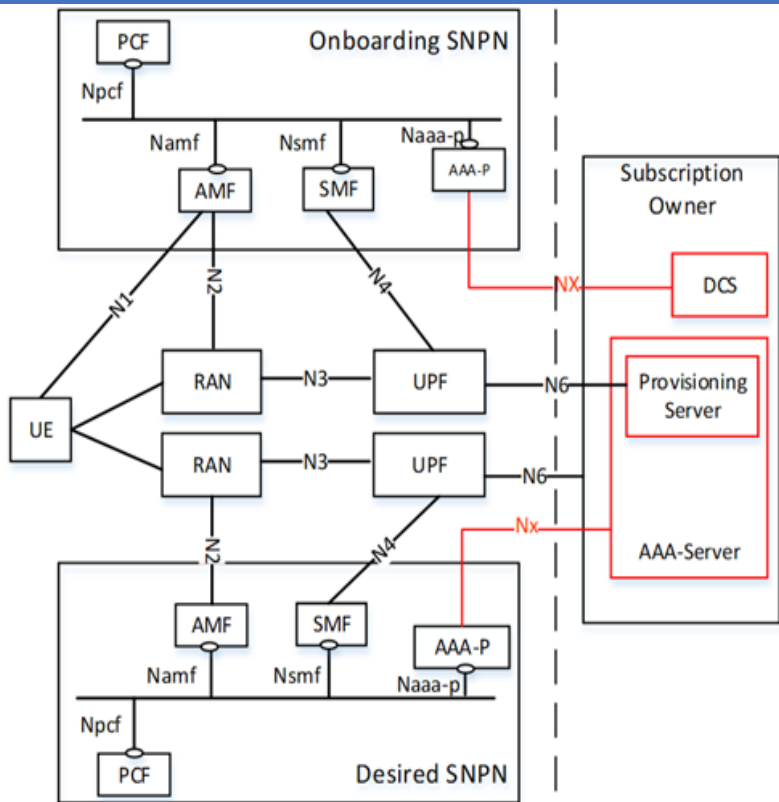 PCF
Onboarding SNPN
Npcf
Namf
Nsmf
Naaa-p
AMF
SMF
AAA-P
Subscription
Owner
N1
N2
N4
NX
DCS
RAN
N3
UPF
N6
Provisioning
Server
UE
RAN
N3
UPF
N6
N2
N4
Nx
AAA-Server
AMF
SMF
AAA-P
Namf
Nsmf
Naaa-p
Npcf
PCF
Desired SNPN